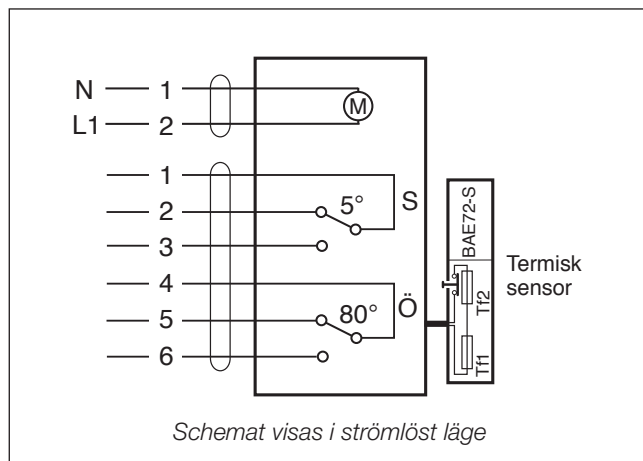 N 1
L1 2
M
1
2 5° S
3
4
5 80° Ö
6
BAE72-S
Tf2
Tf1
Termisk
sensor
Schemat visas i strömlöst läge